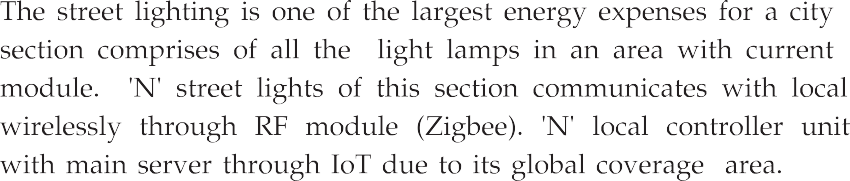 The street lighting is one of the largest energy expenses for a city
section comprises of all the light lamps in an area with current
module. 'N' street lights of this section communicates with local
wirelessly through RF module (Zigbee). 'N' local controller unit
with main server through IoT due to its global coverage area.